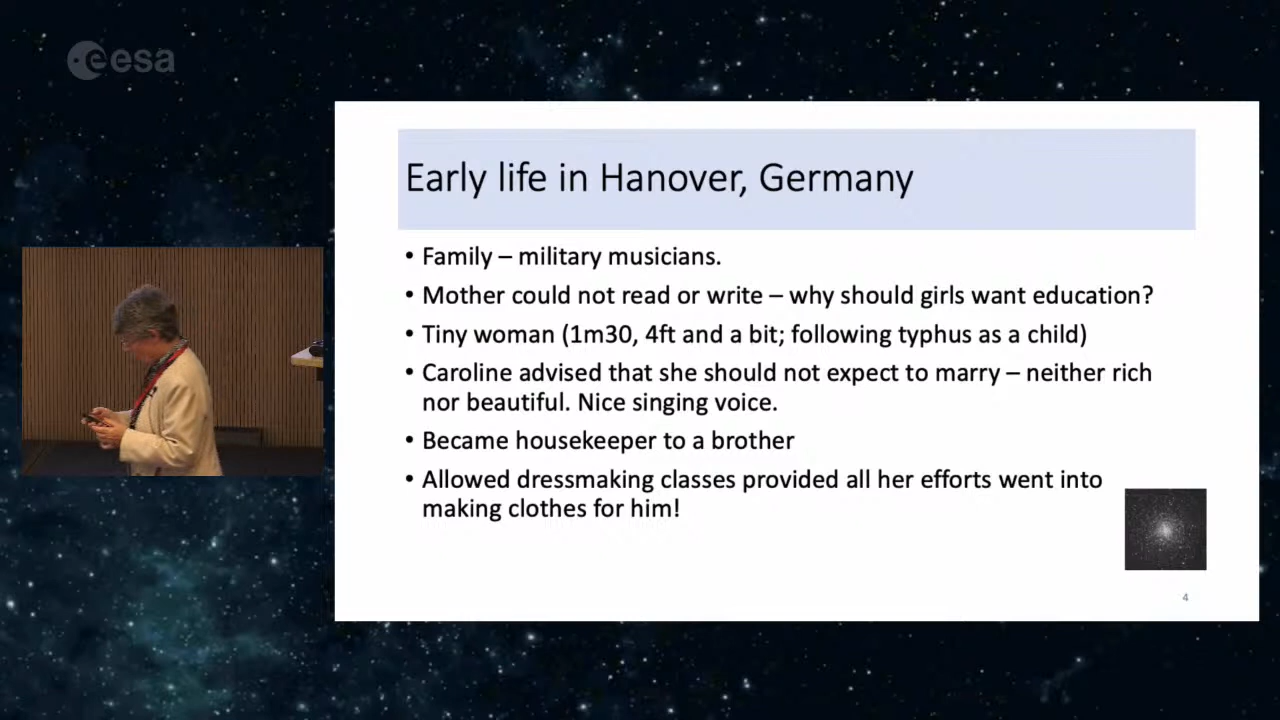 esa
Early life in Hanover, Germany
• Family – military musicians.
• Mother could not read or write – why should girls want education?
• Tiny woman (1m30, 4ft and a bit; following typhus as a child)
• Caroline advised that she should not expect to marry – neither rich
nor beautiful. Nice singing voice.
• Became housekeeper to a brother
• Allowed dressmaking classes provided all her efforts went into
making clothes for him!
4